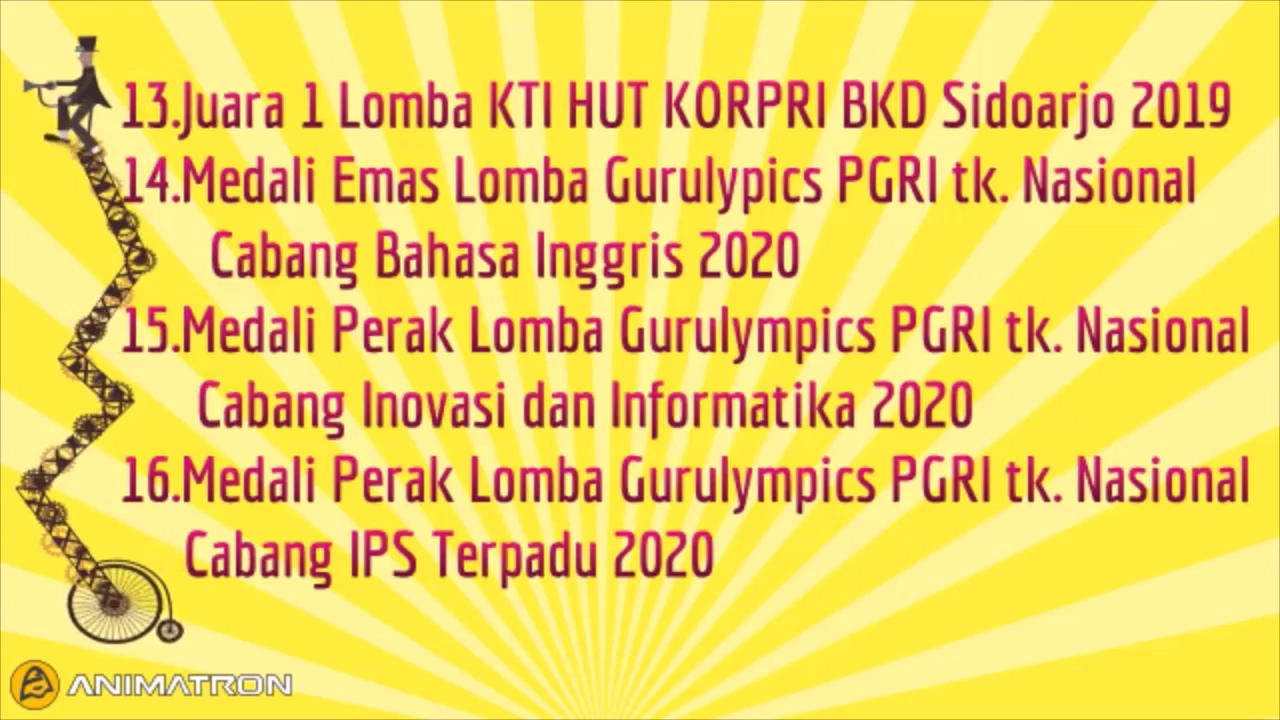 13.Juara 1 Lomba KTI HUT KORPRI BKD Sidoarjo 2019
14.Medali Emas Lomba Gurulypics PGRI tk. Nasional
Cabang Bahasa Inggris 2020
15.Medali Perak Lomba Gurulympics PGRI tk. Nasional
Cabang Inovasi dan Informatika 2020
16.Medali Perak Lomba Gurulympics PGRI tk. Nasional
Cabang IPS Terpadu 2020
ANIMATRON